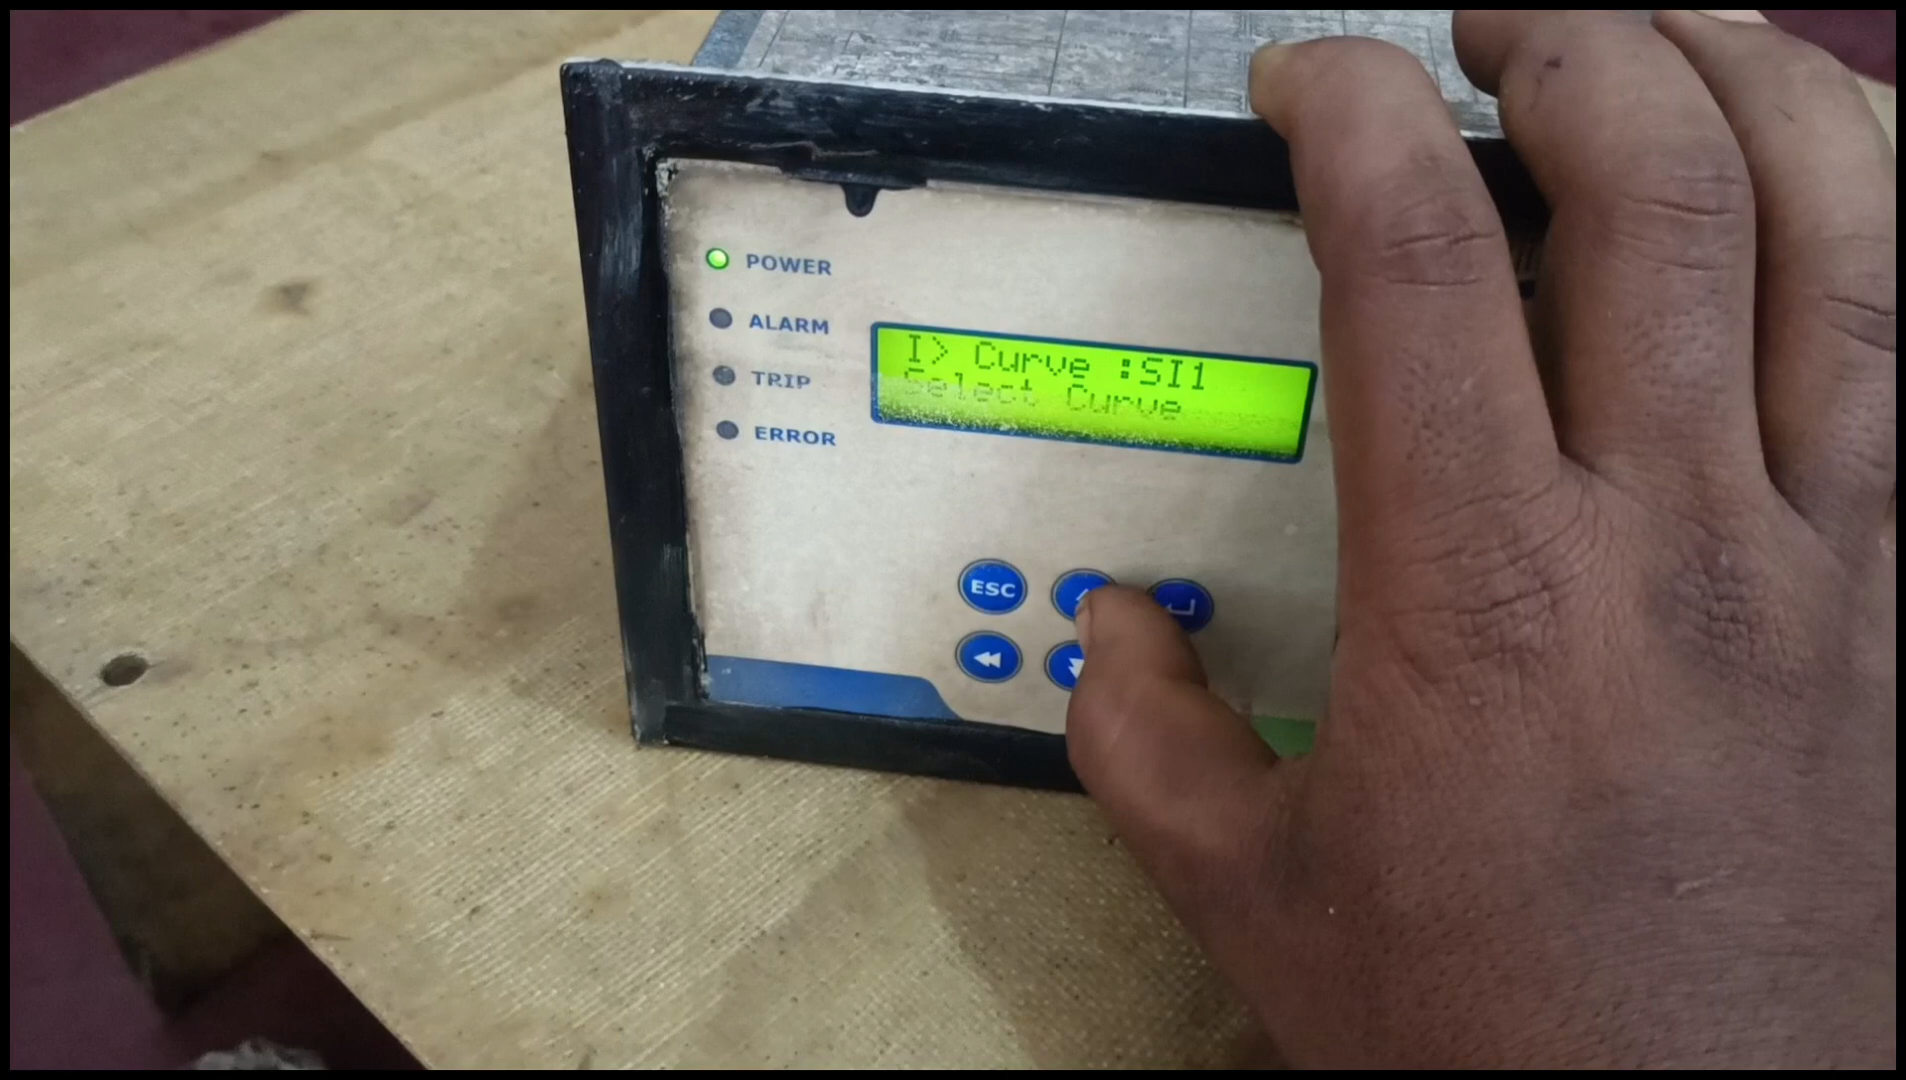 POWER
ALARM
TRIP
ERROR
I> Curve :SI1
Select Curve
ESC